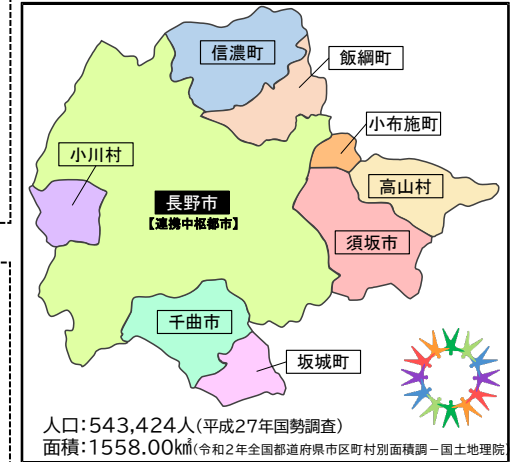 信濃町
飯綱町
小布施町
小川村
高山村
長野市
【連携中枢都市】
須坂市
千曲市
坂城町
人口:543,424人(平成27年国勢調査)
面積:1558.00㎢(令和2年全国都道府県市区町村別面積調－国土地理院)